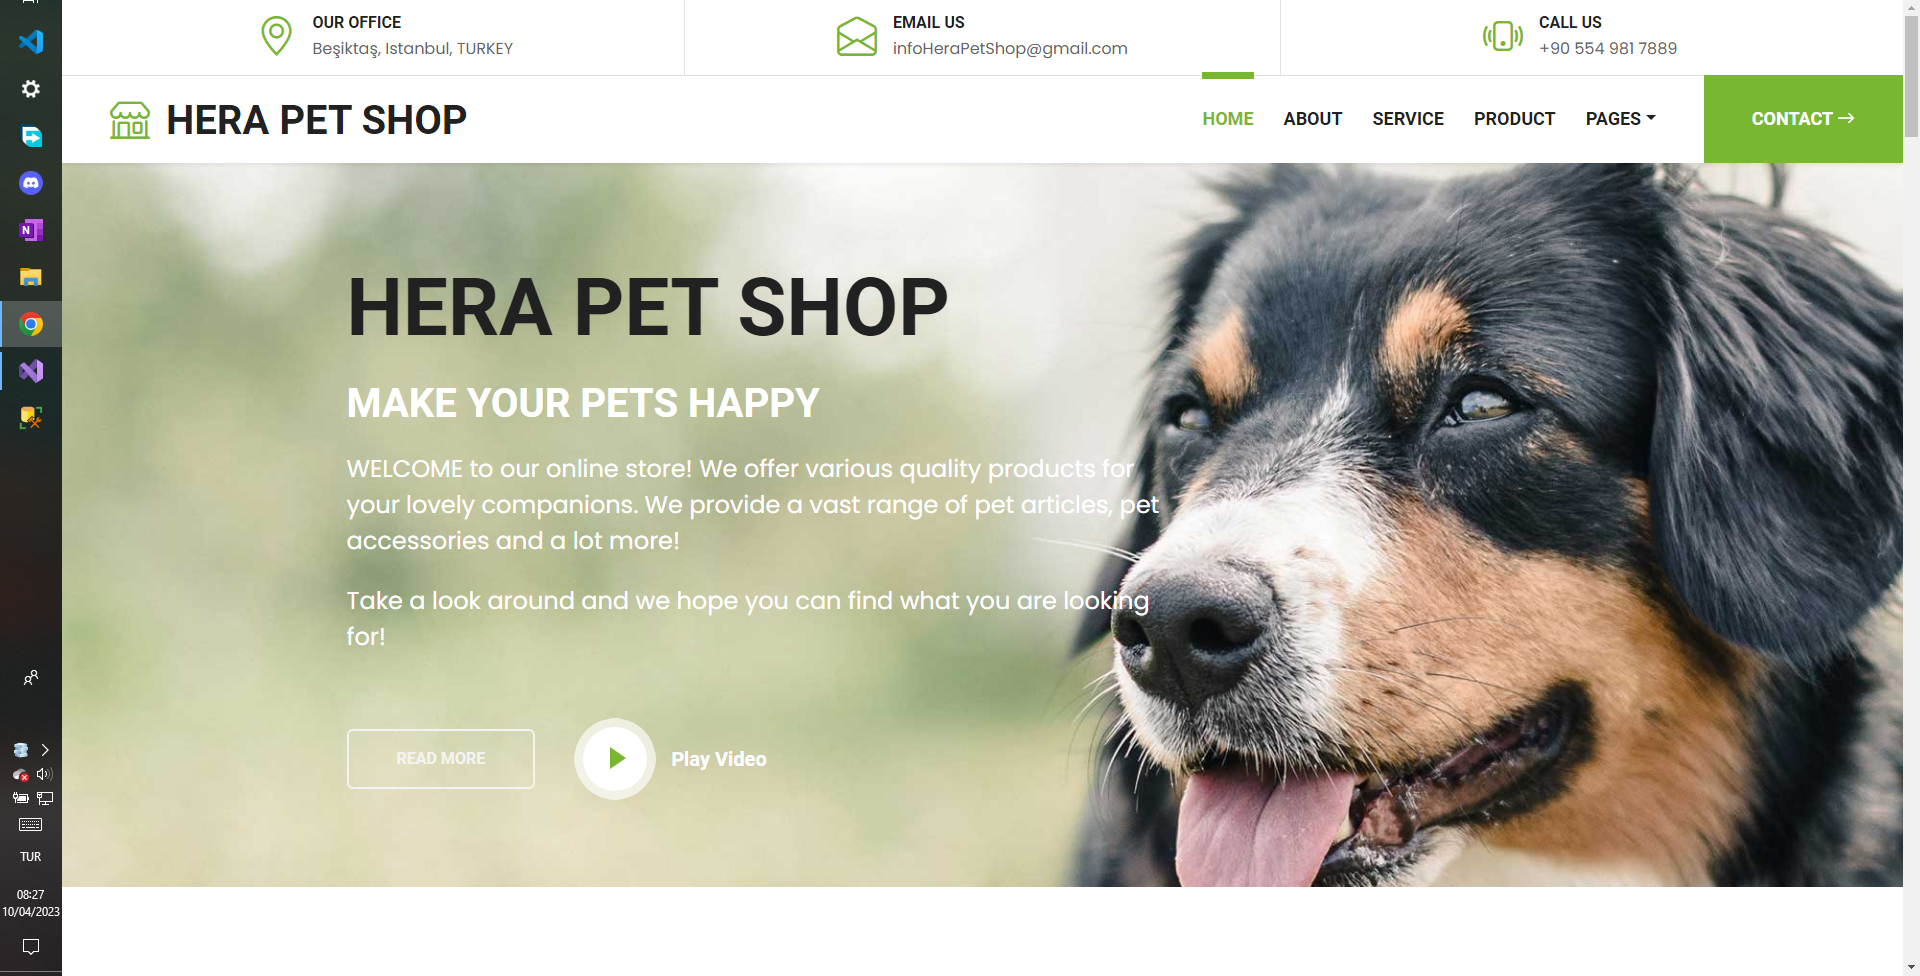 OUR OFFICE
Beşiktaş, Istanbul, TURKEY
EMAIL US
infoHeraPetShop@gmail.com
CALL US
+90 554 981 7889
HERA PET SHOP
HOME
ABOUT
SERVICE
PRODUCT
PAGES
CONTACT →
HERA PET SHOP
MAKE YOUR PETS HAPPY
WELCOME to our online store! We offer various quality products for
your lovely companions. We provide a vast range of pet articles, pet
accessories and a lot more!
Take a look around and we hope you can find what you are looking
for!
READ MORE
Play Video
N
TUR
08:27
10/04/2023